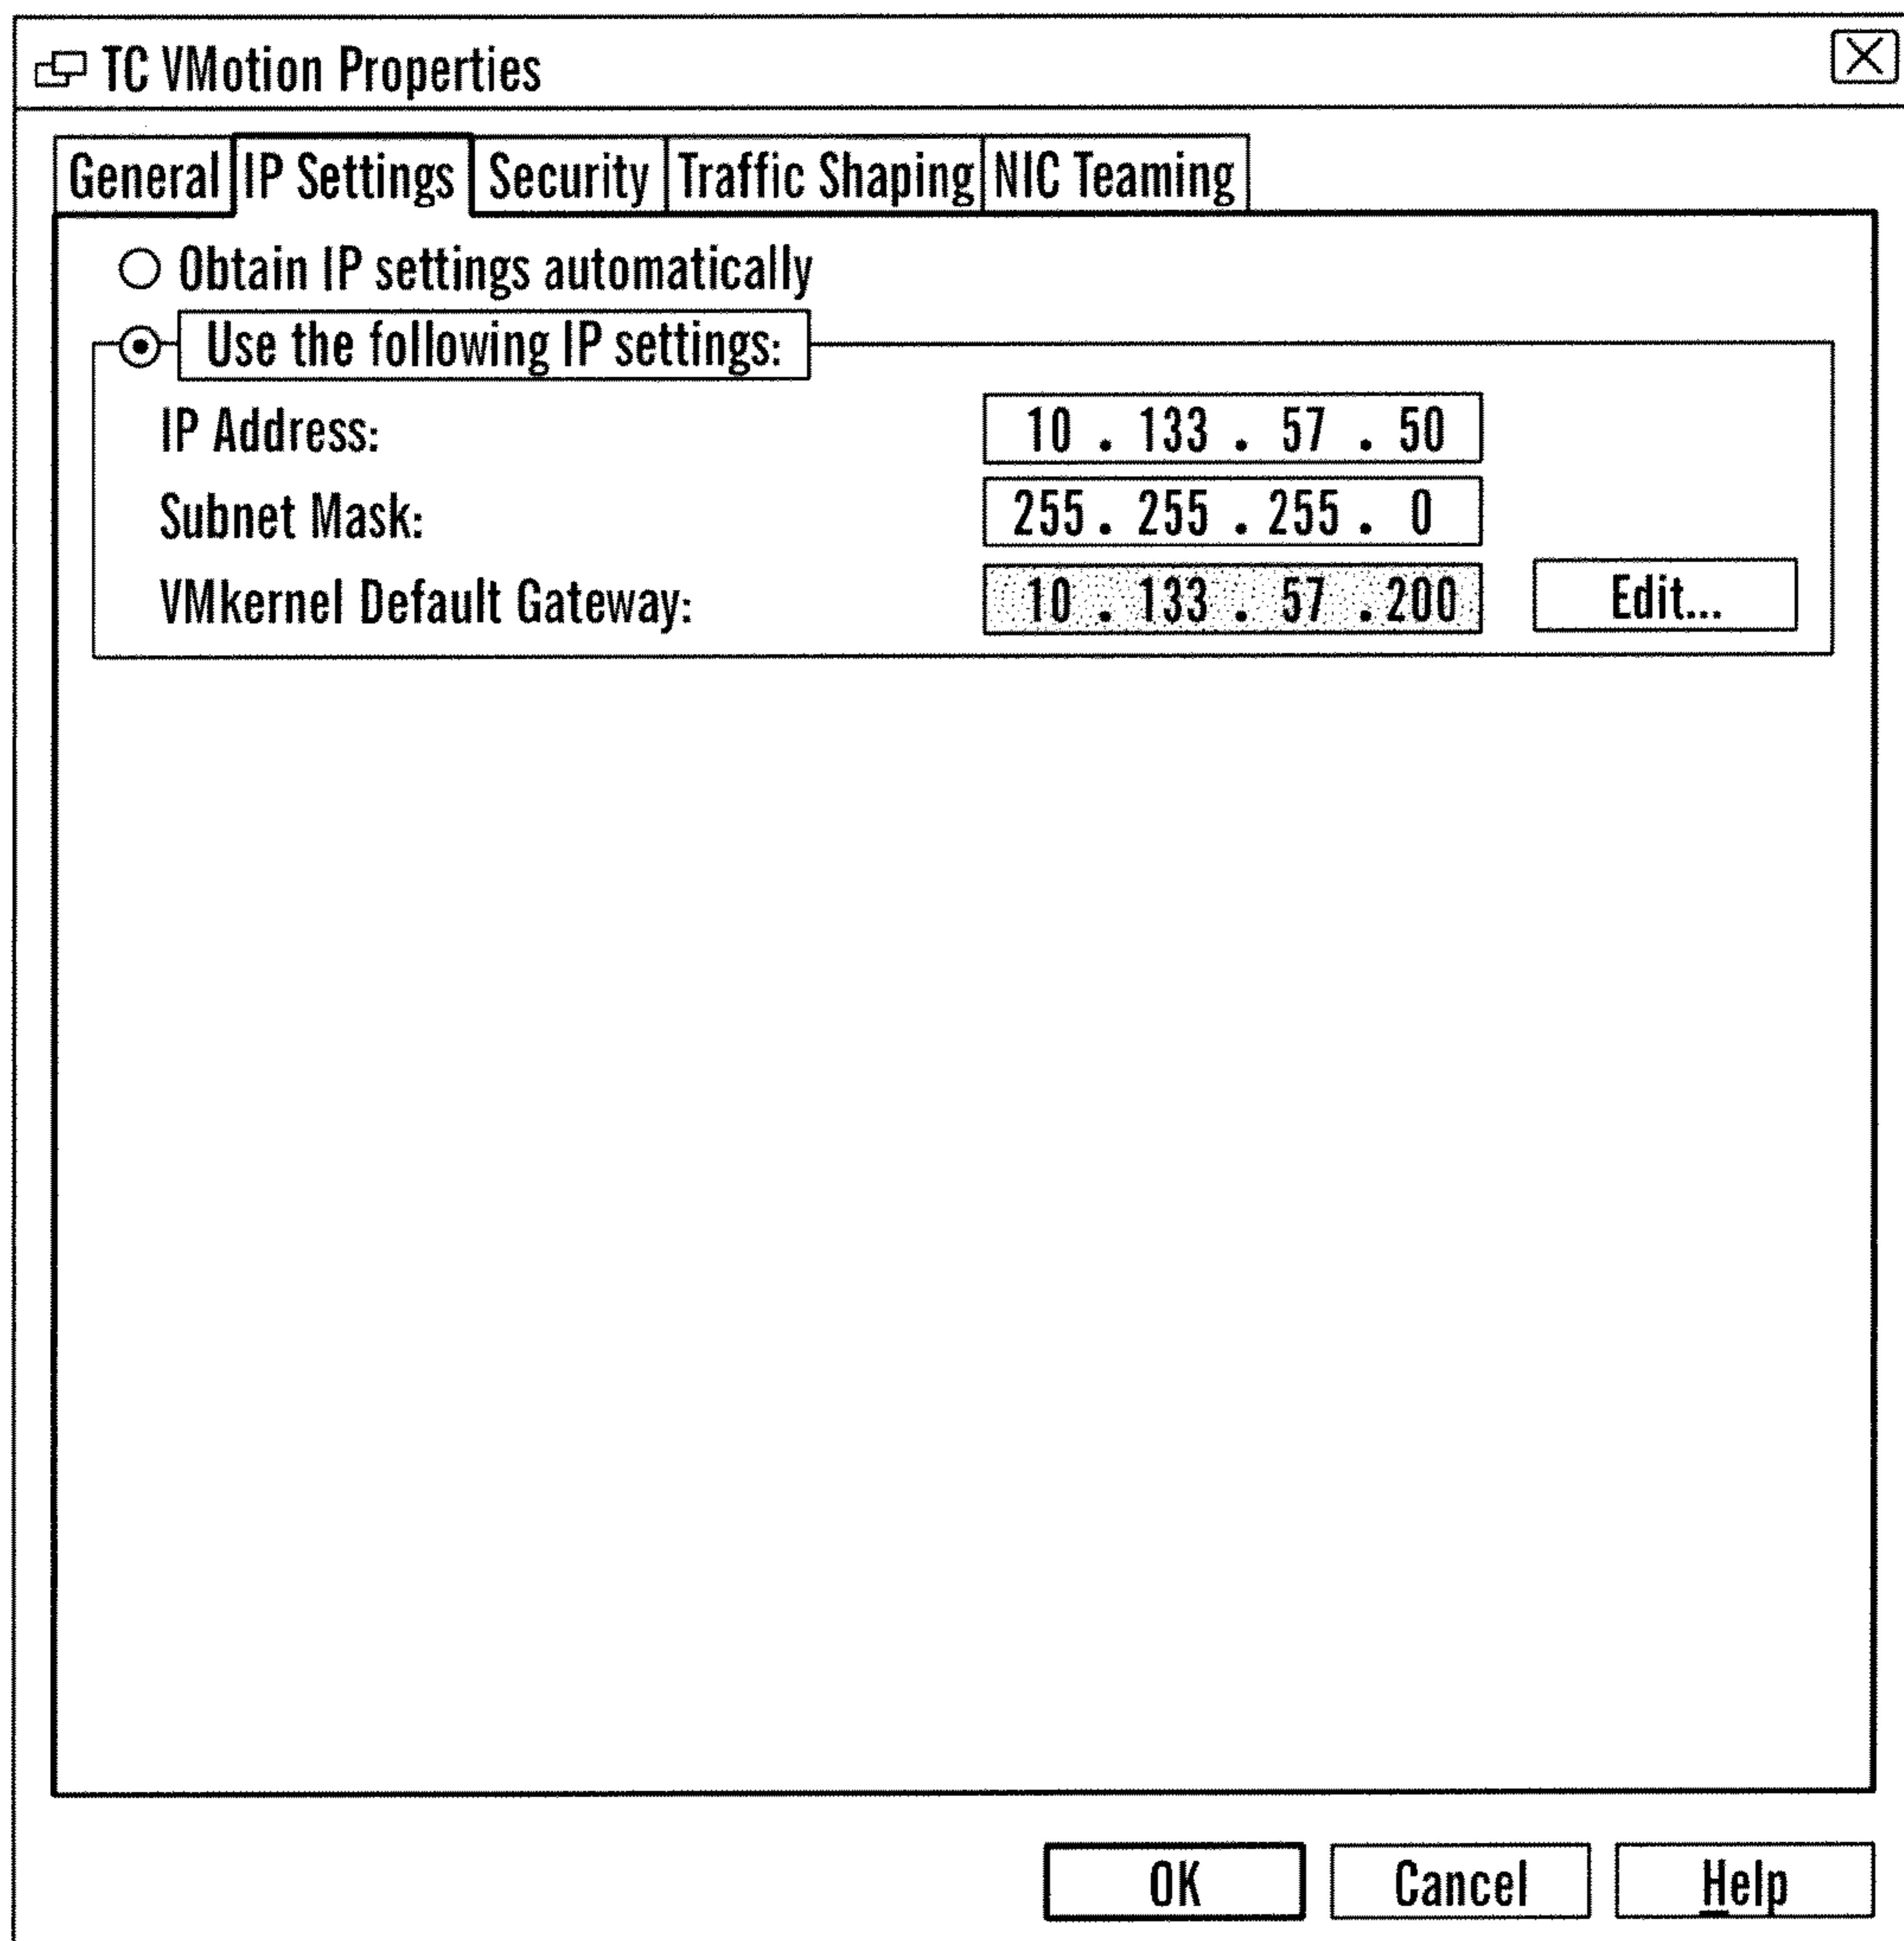 TC VMotion Properties
General IP Settings Security Traffic Shaping NIC Teaming
Obtain IP settings automatically
Use the following IP settings:
IP Address: 10 . 133 . 57 . 50
Subnet Mask: 255 . 255 . 255 . 0
VMkernel Default Gateway: 10 . 133 . 57 . 200 Edit...
OK Cancel Help